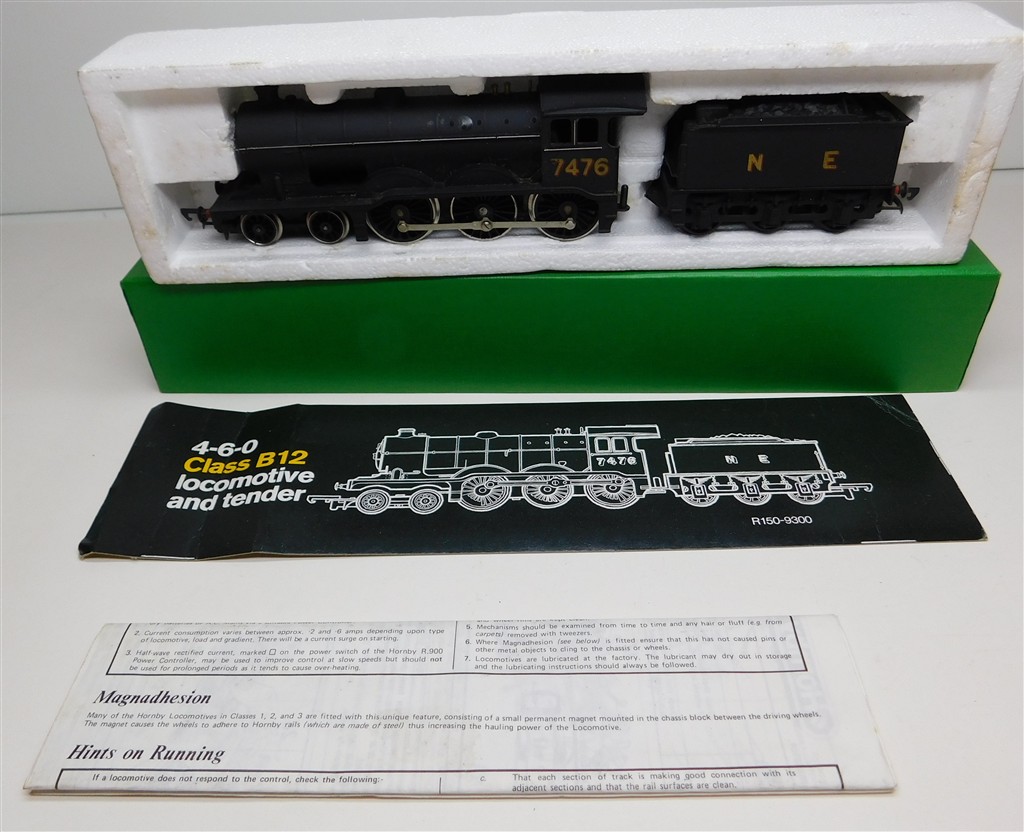 7476
N E
4-6-0
Class B12
locomotive
and tender
7476
N E
R150-9300
2. Current consumption varies between approx. ·2 and ·6 amps depending upon type
of locomotive, load and gradient. There will be a current surge on starting.
3. Half-wave rectified current, marked □ on the power switch of the Hornby R.900
Power Controller, may be used to improve control at slow speeds but should not
be used for prolonged periods as it tends to cause over-heating.
5. Mechanisms should be examined from time to time and any hair or fluff (e.g. from
carpets) removed with tweezers.
6. Where Magnadhesion (see below) is fitted ensure that this has not caused pins or
other metal objects to cling to the chassis or wheels.
7. Locomotives are lubricated at the factory. The lubricant may dry out in storage
and the lubricating instructions should always be followed.
Magnadhesion
Many of the Hornby Locomotives in Classes 1, 2, and 3 are fitted with this unique feature, consisting of a small permanent magnet mounted in the chassis block between the driving wheels.
The magnet causes the wheels to adhere to Hornby rails (which are made of steel) thus increasing the hauling power of the Locomotive.
Hints on Running
If a locomotive does not respond to the control, check the following:-
c. That each section of track is making good connection with its
adjacent sections and that the rail surfaces are clean.